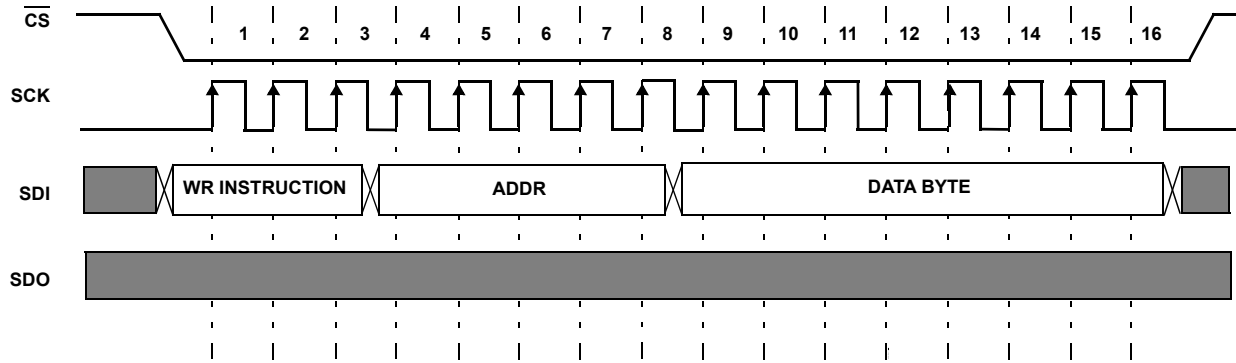 CS
1 2 3 4 5 6 7 8 9 10 11 12 13 14 15 16
SCK
SDI WR INSTRUCTION ADDR DATA BYTE
SDO